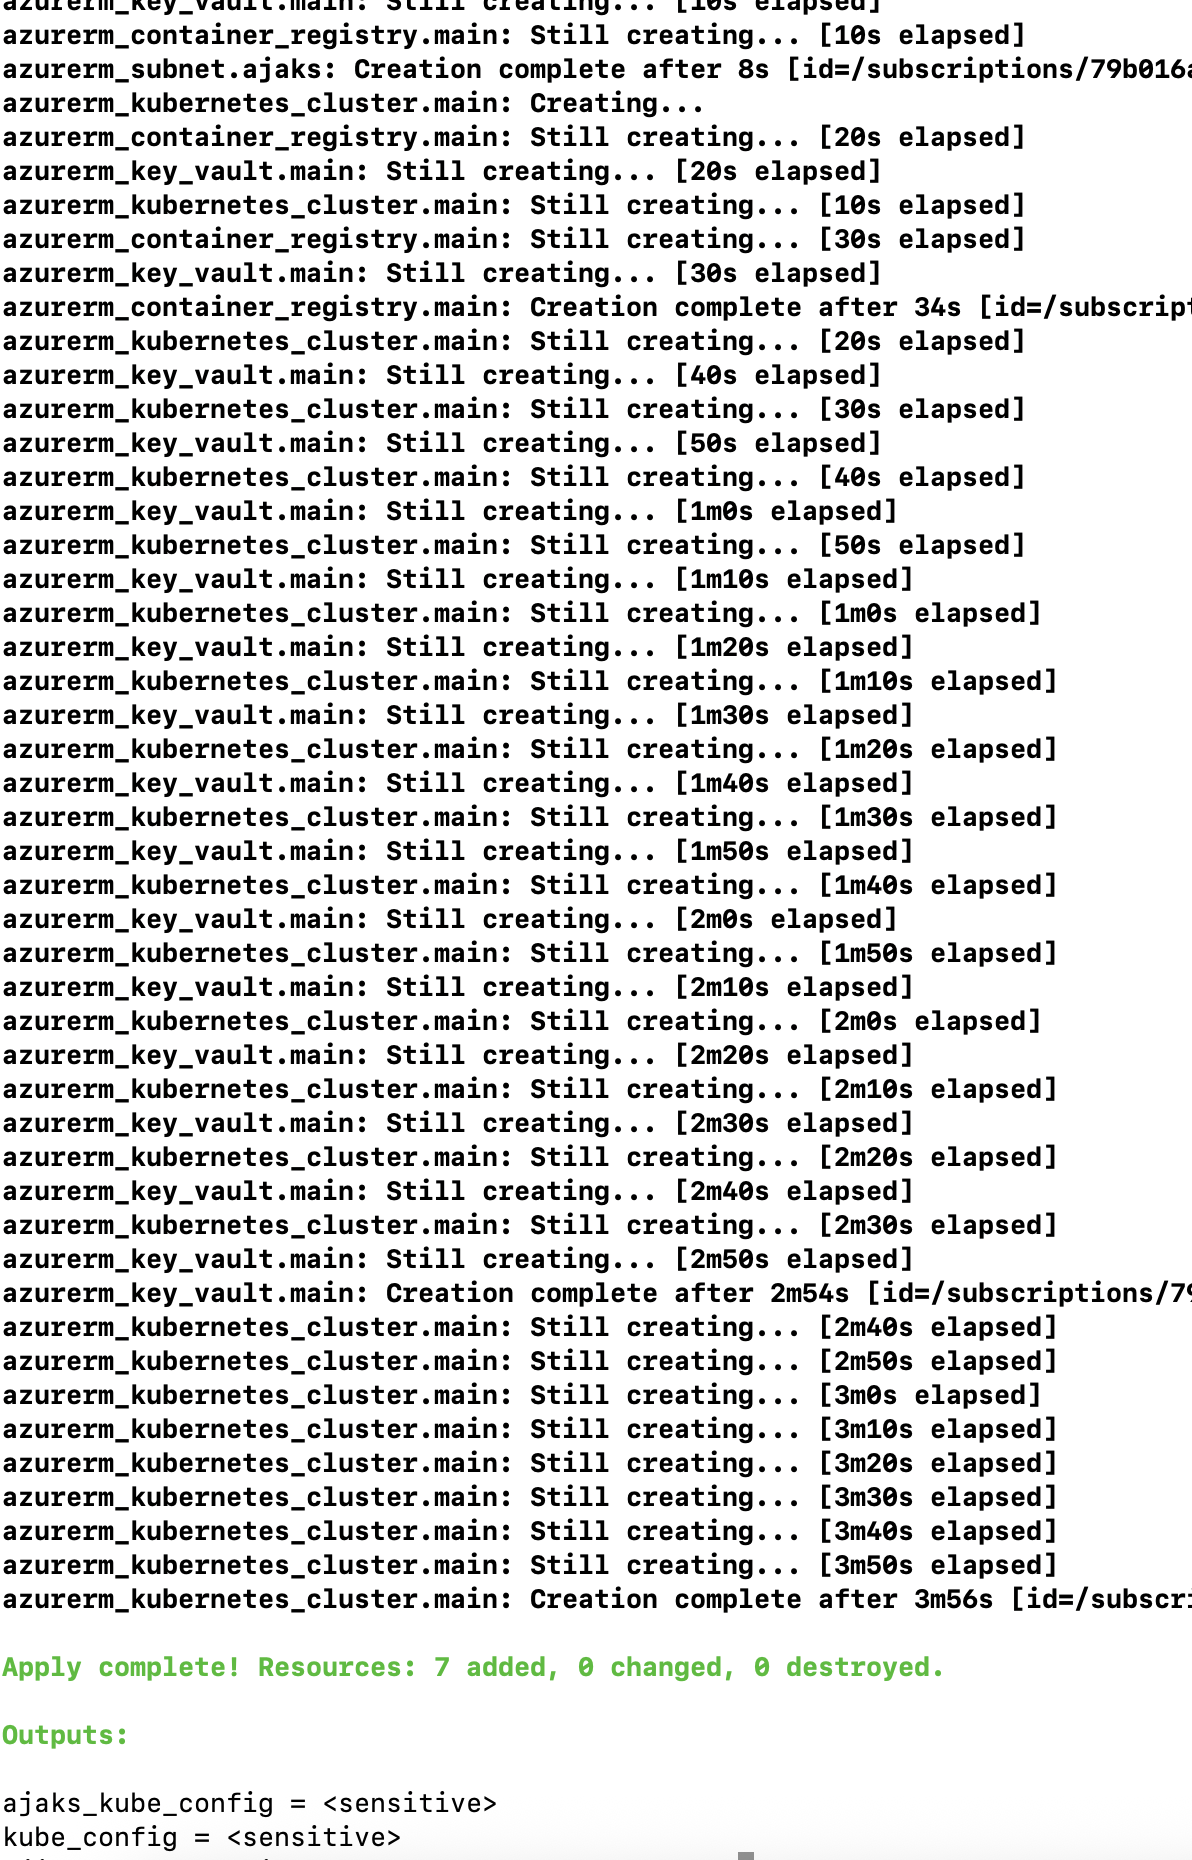 azurerm_key_vault.main: Still creating... [10s elapsed]
azurerm_container_registry.main: Still creating... [10s elapsed]
azurerm_subnet.ajaks: Creation complete after 8s [id=/subscriptions/79b016a
azurerm_kubernetes_cluster.main: Creating...
azurerm_container_registry.main: Still creating... [20s elapsed]
azurerm_key_vault.main: Still creating... [20s elapsed]
azurerm_kubernetes_cluster.main: Still creating... [10s elapsed]
azurerm_container_registry.main: Still creating... [30s elapsed]
azurerm_key_vault.main: Still creating... [30s elapsed]
azurerm_container_registry.main: Creation complete after 34s [id=/subscript
azurerm_kubernetes_cluster.main: Still creating... [20s elapsed]
azurerm_key_vault.main: Still creating... [40s elapsed]
azurerm_kubernetes_cluster.main: Still creating... [30s elapsed]
azurerm_key_vault.main: Still creating... [50s elapsed]
azurerm_kubernetes_cluster.main: Still creating... [40s elapsed]
azurerm_key_vault.main: Still creating... [1m0s elapsed]
azurerm_kubernetes_cluster.main: Still creating... [50s elapsed]
azurerm_key_vault.main: Still creating... [1m10s elapsed]
azurerm_kubernetes_cluster.main: Still creating... [1m0s elapsed]
azurerm_key_vault.main: Still creating... [1m20s elapsed]
azurerm_kubernetes_cluster.main: Still creating... [1m10s elapsed]
azurerm_key_vault.main: Still creating... [1m30s elapsed]
azurerm_kubernetes_cluster.main: Still creating... [1m20s elapsed]
azurerm_key_vault.main: Still creating... [1m40s elapsed]
azurerm_kubernetes_cluster.main: Still creating... [1m30s elapsed]
azurerm_key_vault.main: Still creating... [1m50s elapsed]
azurerm_kubernetes_cluster.main: Still creating... [1m40s elapsed]
azurerm_key_vault.main: Still creating... [2m0s elapsed]
azurerm_kubernetes_cluster.main: Still creating... [1m50s elapsed]
azurerm_key_vault.main: Still creating... [2m10s elapsed]
azurerm_kubernetes_cluster.main: Still creating... [2m0s elapsed]
azurerm_key_vault.main: Still creating... [2m20s elapsed]
azurerm_kubernetes_cluster.main: Still creating... [2m10s elapsed]
azurerm_key_vault.main: Still creating... [2m30s elapsed]
azurerm_kubernetes_cluster.main: Still creating... [2m20s elapsed]
azurerm_key_vault.main: Still creating... [2m40s elapsed]
azurerm_kubernetes_cluster.main: Still creating... [2m30s elapsed]
azurerm_key_vault.main: Still creating... [2m50s elapsed]
azurerm_key_vault.main: Creation complete after 2m54s [id=/subscriptions/79
azurerm_kubernetes_cluster.main: Still creating... [2m40s elapsed]
azurerm_kubernetes_cluster.main: Still creating... [2m50s elapsed]
azurerm_kubernetes_cluster.main: Still creating... [3m0s elapsed]
azurerm_kubernetes_cluster.main: Still creating... [3m10s elapsed]
azurerm_kubernetes_cluster.main: Still creating... [3m20s elapsed]
azurerm_kubernetes_cluster.main: Still creating... [3m30s elapsed]
azurerm_kubernetes_cluster.main: Still creating... [3m40s elapsed]
azurerm_kubernetes_cluster.main: Still creating... [3m50s elapsed]
azurerm_kubernetes_cluster.main: Creation complete after 3m56s [id=/subscri
Apply complete! Resources: 7 added, 0 changed, 0 destroyed.
Outputs:
ajaks_kube_config = <sensitive>
kube_config = <sensitive>